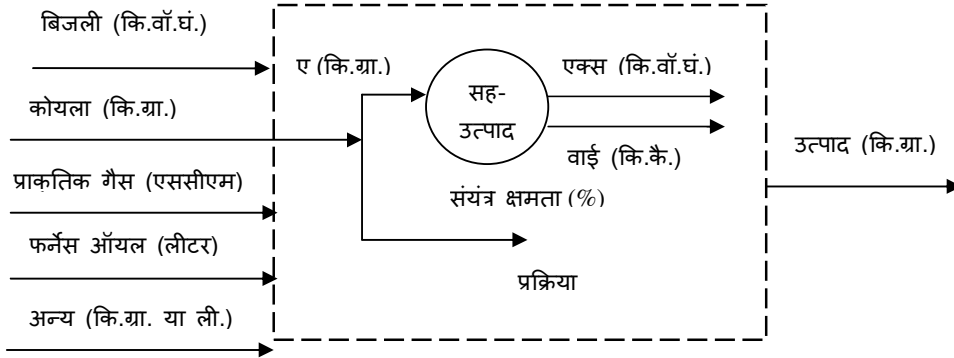 बिजली (कि.वॉ.घं.)
ए (कि.ग्रा.)
एक्स (कि.वॉ.घं.)
सह-
उत्पाद
कोयला (कि.ग्रा.)
वाई (कि.कै.)
उत्पाद (कि.ग्रा.)
प्राकृतिक गैस (एससीएम)
संयंत्र क्षमता (%)
फर्नेस ऑयल (लीटर)
प्रक्रिया
अन्य (कि.ग्रा. या ली.)